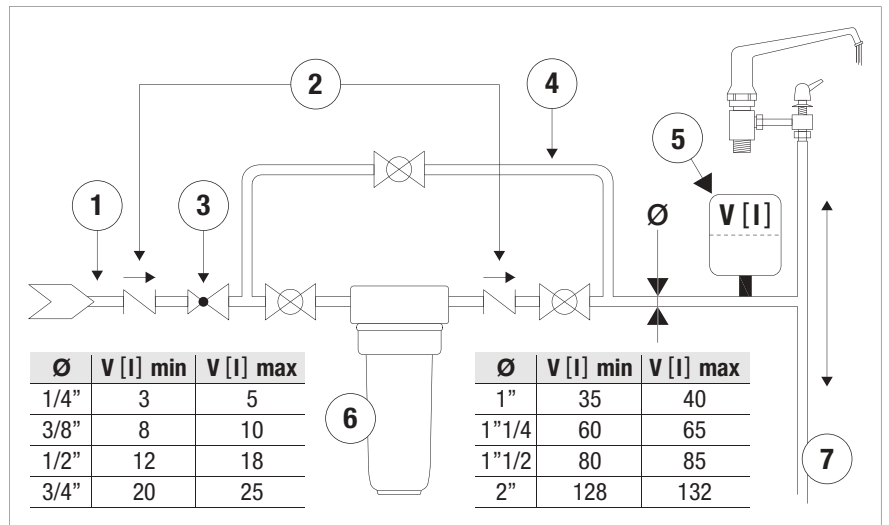 2
4
5
1
3
Ø
V [l]
Ø V [l] min V [l] max
1/4” 3 5
3/8” 8 10
1/2” 12 18
3/4” 20 25
6
Ø V [l] min V [l] max
1” 35 40
1”1/4 60 65
1”1/2 80 85
2” 128 132
7